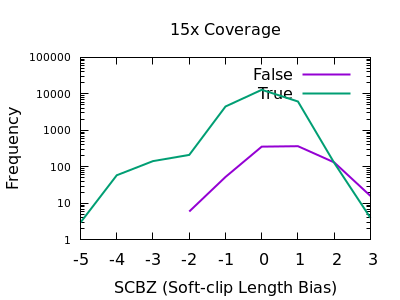 15x Coverage
100000
10000
1000
100
10
1
Frequency
False
True
-5 -4 -3 -2 -1 0 1 2 3
SCBZ (Soft-clip Length Bias)